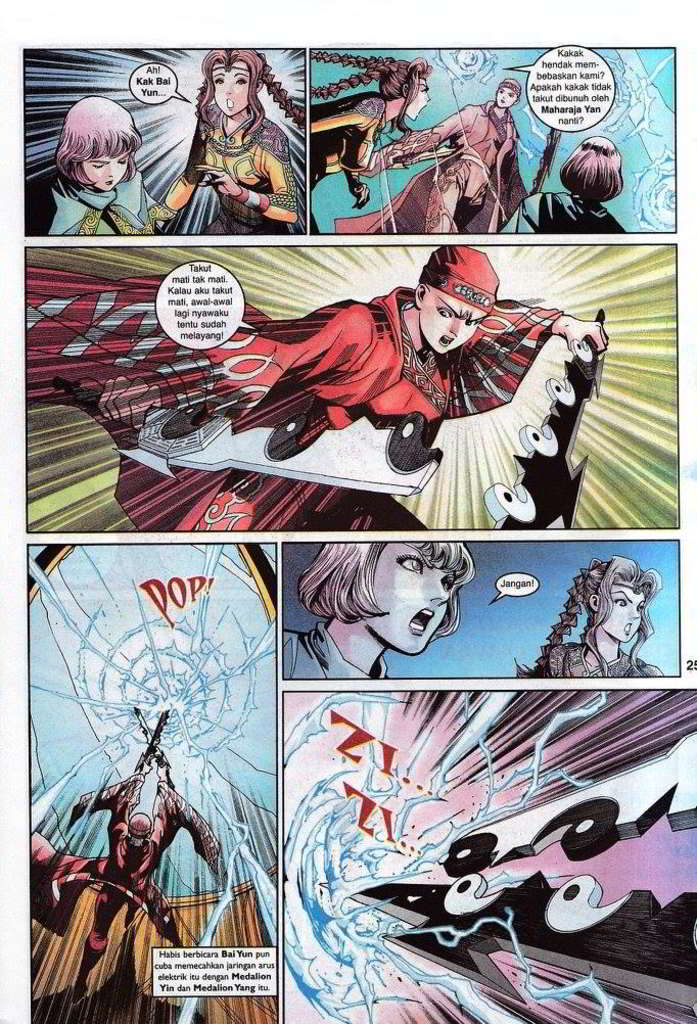 Ah!
Kak Bai
Yun...
Kakak
hendak mem-
bebaskan kami?
Apakah kakak tidak
takut dibunuh oleh
Maharaja Yan
nanti?
Takut
mati tak mati.
Kalau aku takut
mati, awal-awal
lagi nyawaku
tentu sudah
melayang!
POP!
Habis berbicara Bai Yun pun
cuba memecahkan jaringan arus
elektrik itu dengan Medalion
Yin dan Medalion Yang itu.
Jangan!
25
ZI...
ZI...